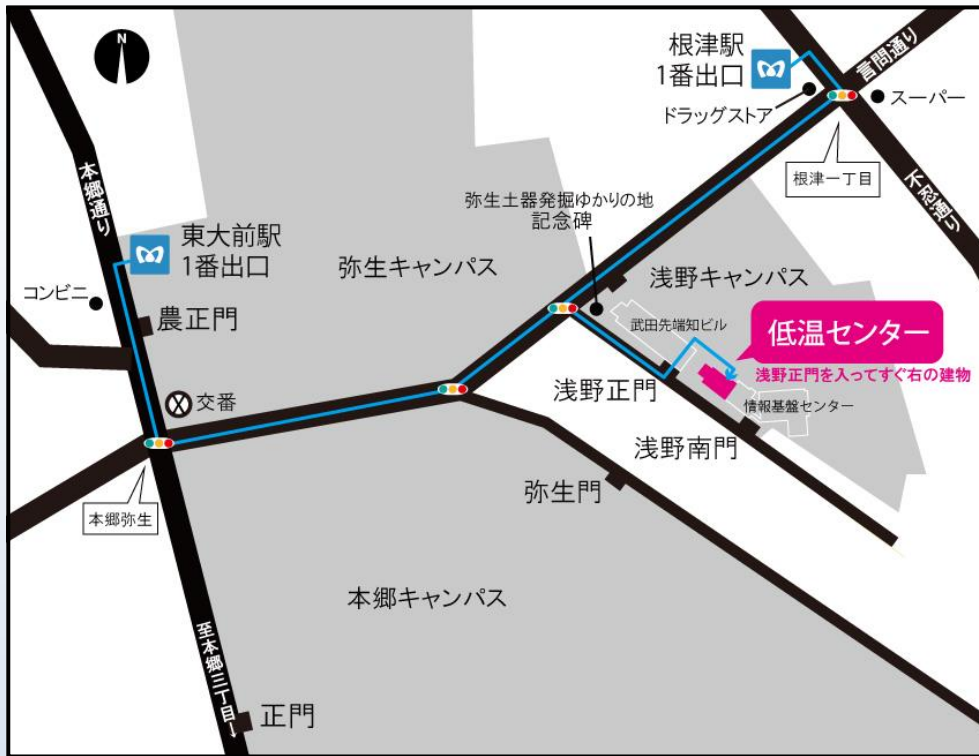 N
根津駅
1番出口
言問通り
ドラッグストア
スーパー
根津一丁目
不忍通り
本郷通り
弥生土器発掘ゆかりの地
記念碑
東大前駅
1番出口
弥生キャンパス
浅野キャンパス
コンビニ
農正門
武田先端知ビル
低温センター
浅野正門を入ってすぐ右の建物
浅野正門
情報基盤センター
交番
浅野南門
弥生門
本郷弥生
本郷キャンパス
至本郷三丁目→
正門